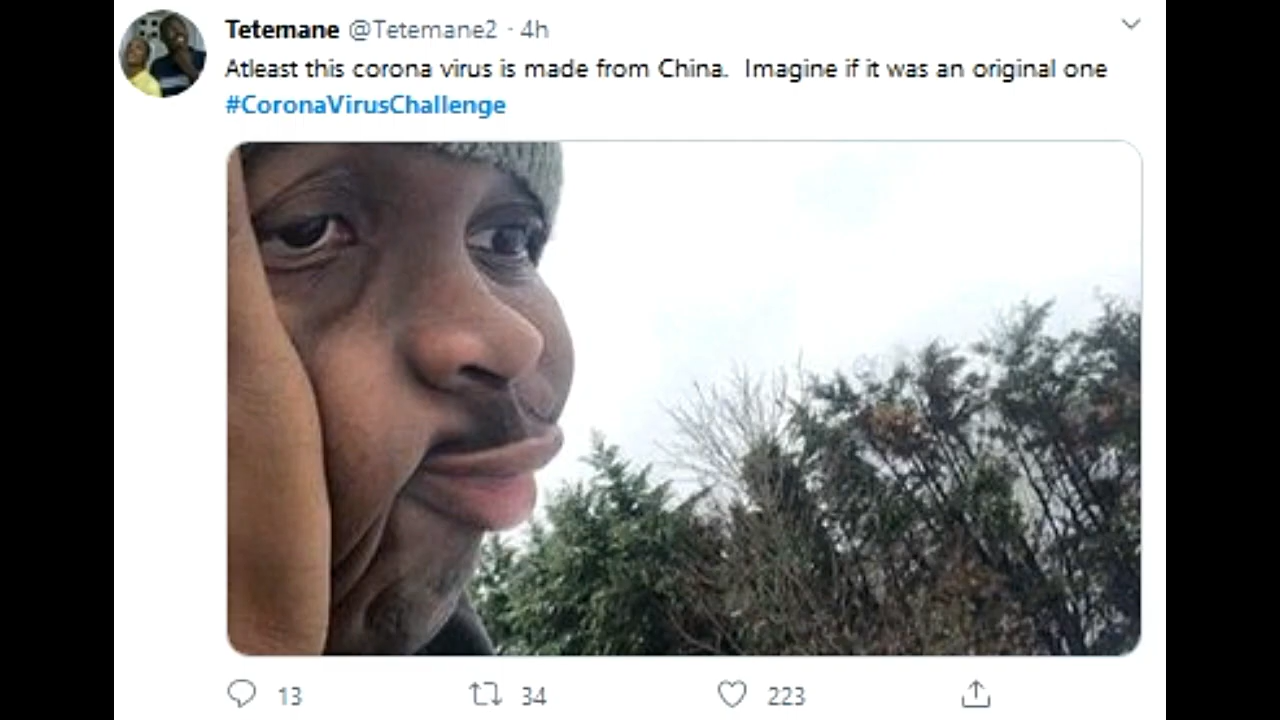 Tetemane @Tetemane2 · 4h
Atleast this corona virus is made from China. Imagine if it was an original one
#CoronaVirusChallenge
13 34 223